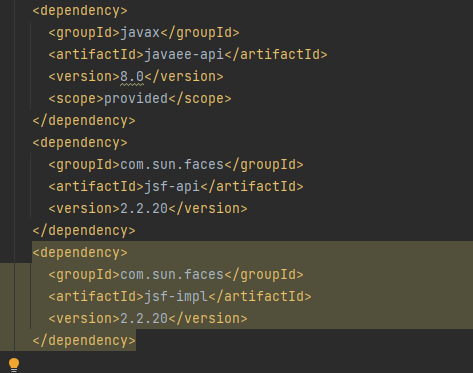 <dependency>
<groupId>javax</groupId>
<artifactId>javaee-api</artifactId>
<version>8.0</version>
<scope>provided</scope>
</dependency>
<dependency>
<groupId>com.sun.faces</groupId>
<artifactId>jsf-api</artifactId>
<version>2.2.20</version>
</dependency>
<dependency>
<groupId>com.sun.faces</groupId>
<artifactId>jsf-impl</artifactId>
<version>2.2.20</version>
</dependency>